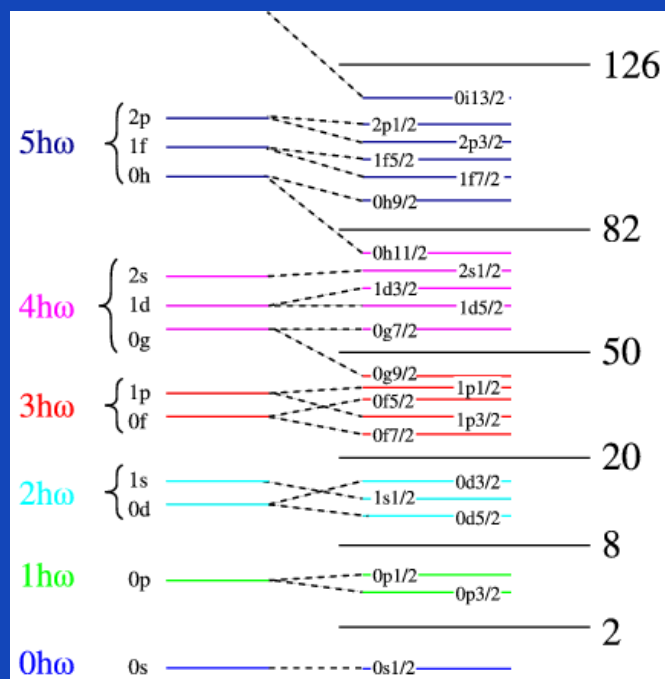 126
0i13/2
2p
2p1/2
5hω
1f
2p3/2
1f5/2
0h
1f7/2
0h9/2
82
0h11/2
2s
2s1/2
1d3/2
4hω
1d
1d5/2
0g
0g7/2
50
0g9/2
1p
1p1/2
3hω
0f5/2
0f
1p3/2
0f7/2
20
1s
0d3/2
2hω
1s1/2
0d
0d5/2
8
1hω
0p
0p1/2
0p3/2
2
0hω
0s
0s1/2